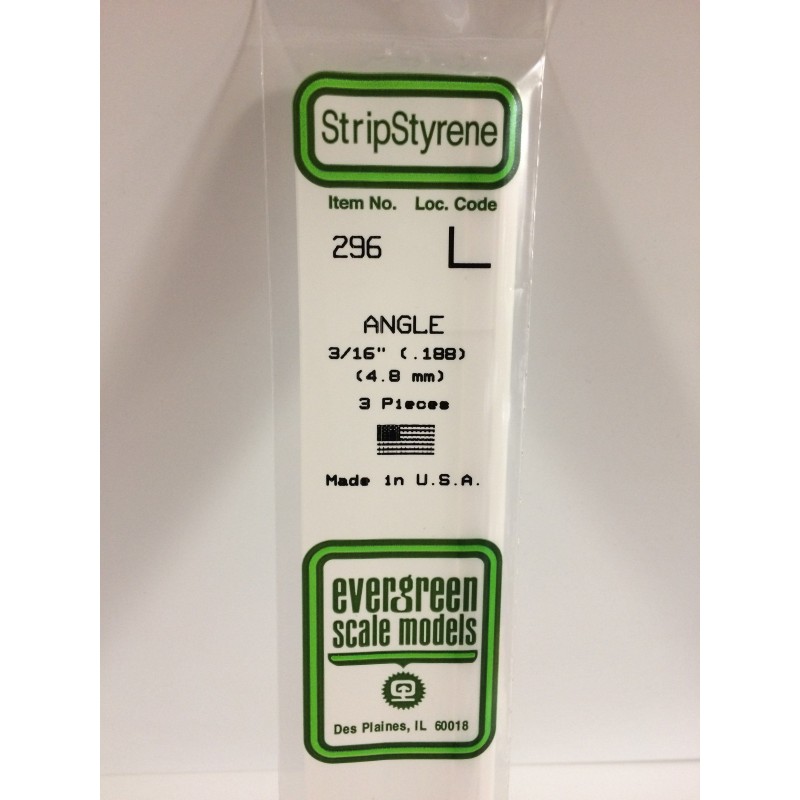 StripStyrene
Item No. Loc. Code
296 L
ANGLE
3/16" (.188)
(4.8 mm)
3 Pieces
Made in U.S.A.
evergreen
scale models
Des Plaines, IL 60018